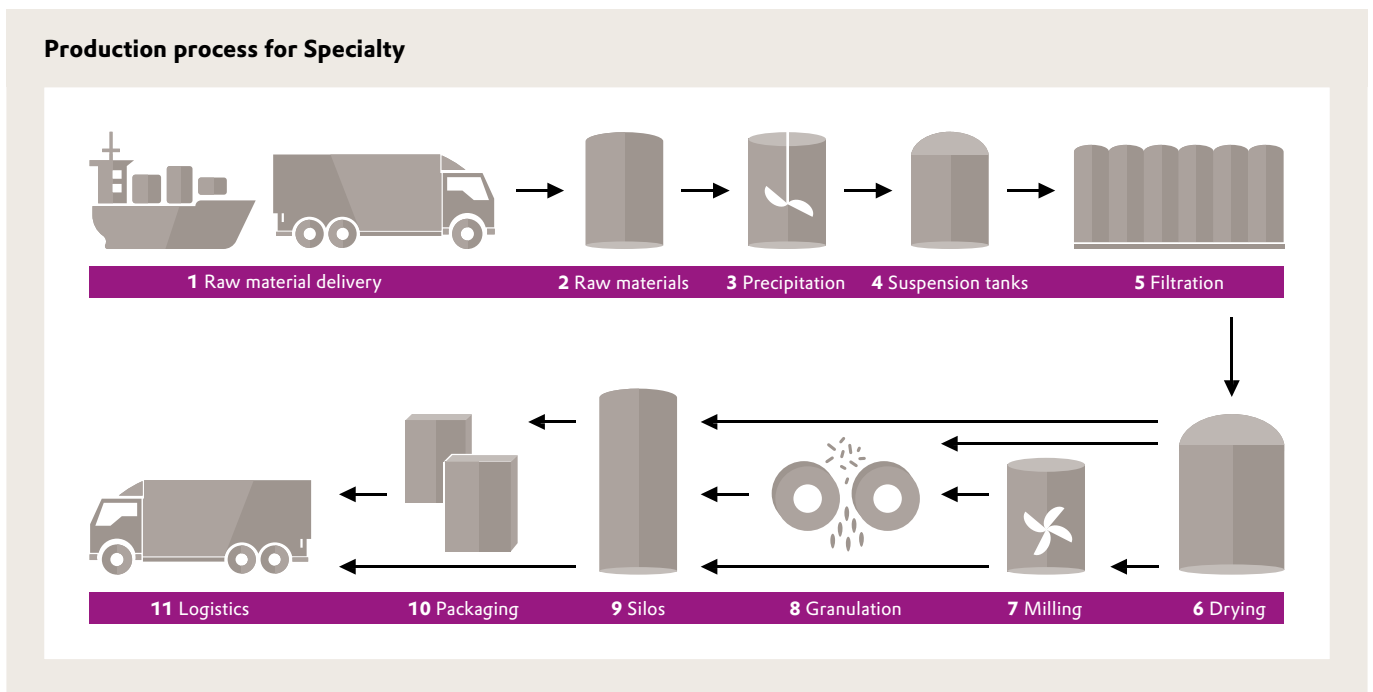 Production process for Specialty
1 Raw material delivery
2 Raw materials
3 Precipitation
4 Suspension tanks
5 Filtration
11 Logistics
10 Packaging
9 Silos
8 Granulation
7 Milling
6 Drying